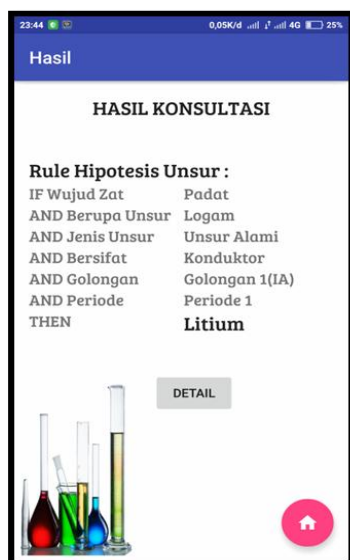 23:44 0,05K/d 4G 25%
Hasil
HASIL KONSULTASI
Rule Hipotesis Unsur :
IF Wujud Zat Padat
AND Berupa Unsur Logam
AND Jenis Unsur Unsur Alami
AND Bersifat Konduktor
AND Golongan Golongan 1(IA)
AND Periode Periode 1
THEN Litium
DETAIL